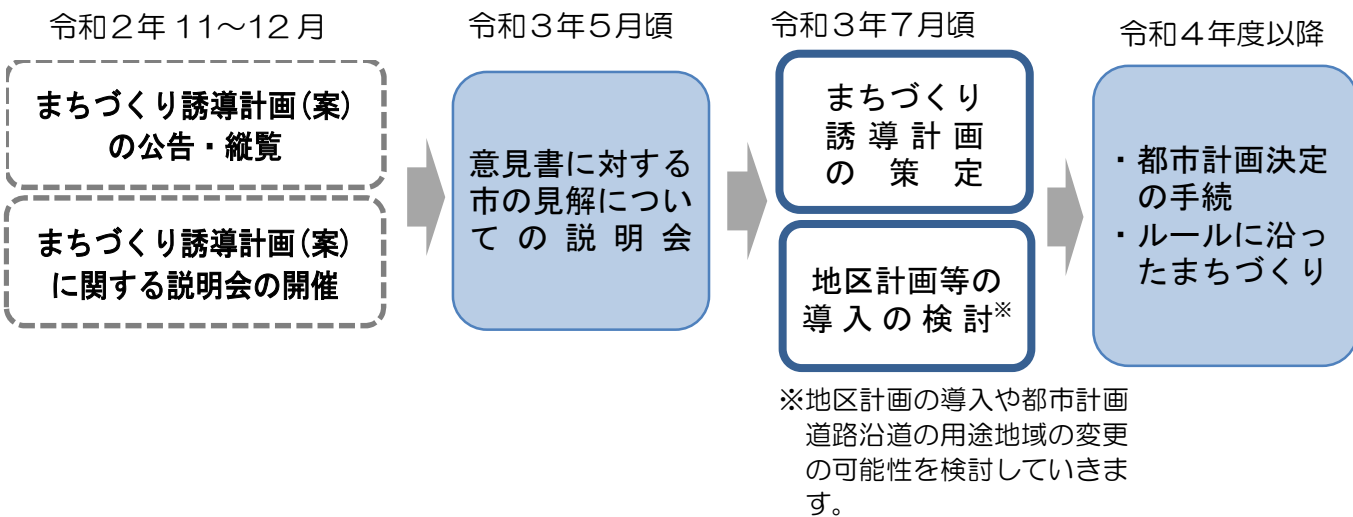 令和２年 11～12 月
まちづくり誘導計画(案)
の公告・縦覧
まちづくり誘導計画(案)
に関する説明会の開催
令和３年５月頃
意見書に対する
市の見解につい
ての説明会
令和３年７月頃
まちづくり
誘導計画
の策定
地区計画等の
導入の検討※
※地区計画の導入や都市計画
道路沿道の用途地域の変更
の可能性を検討していきま
す。
令和４年度以降
・都市計画決定
の手続
・ルールに沿っ
たまちづくり